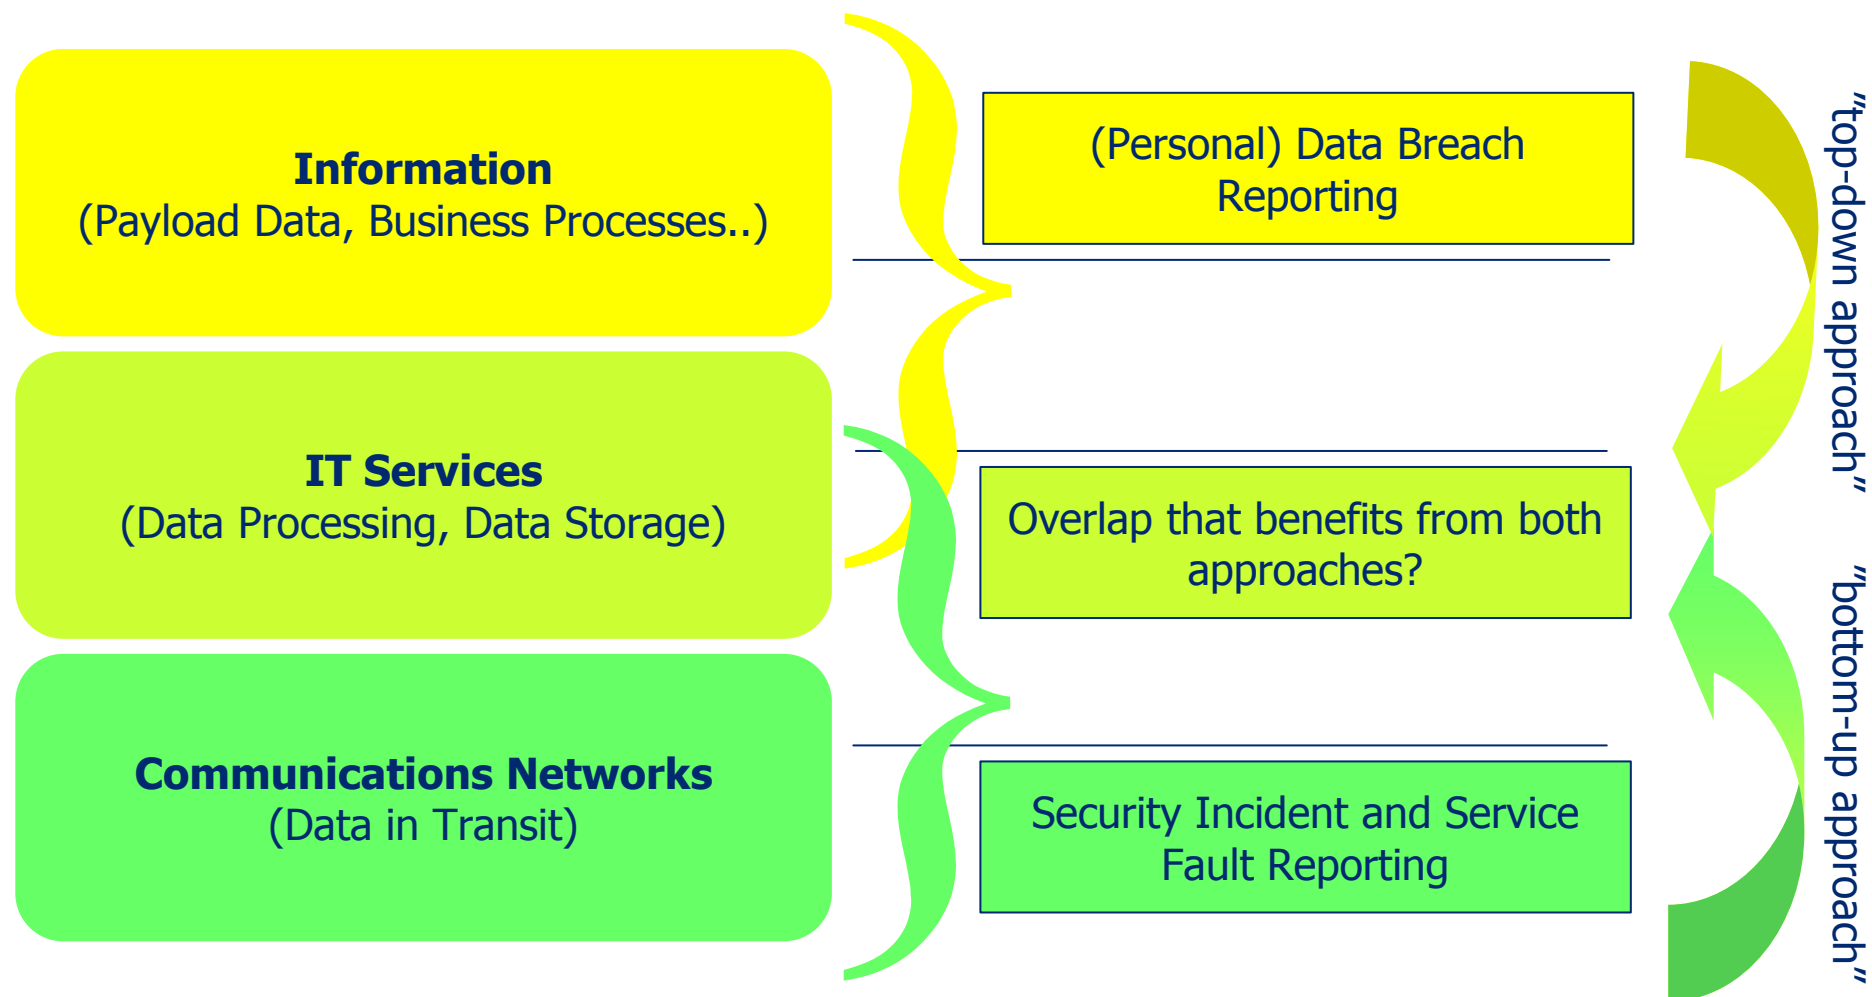 Information
(Payload Data, Business Processes..)
(Personal) Data Breach
Reporting
IT Services
(Data Processing, Data Storage)
Overlap that benefits from both
approaches?
Communications Networks
(Data in Transit)
Security Incident and Service
Fault Reporting
"top-down approach"
"bottom-up approach"